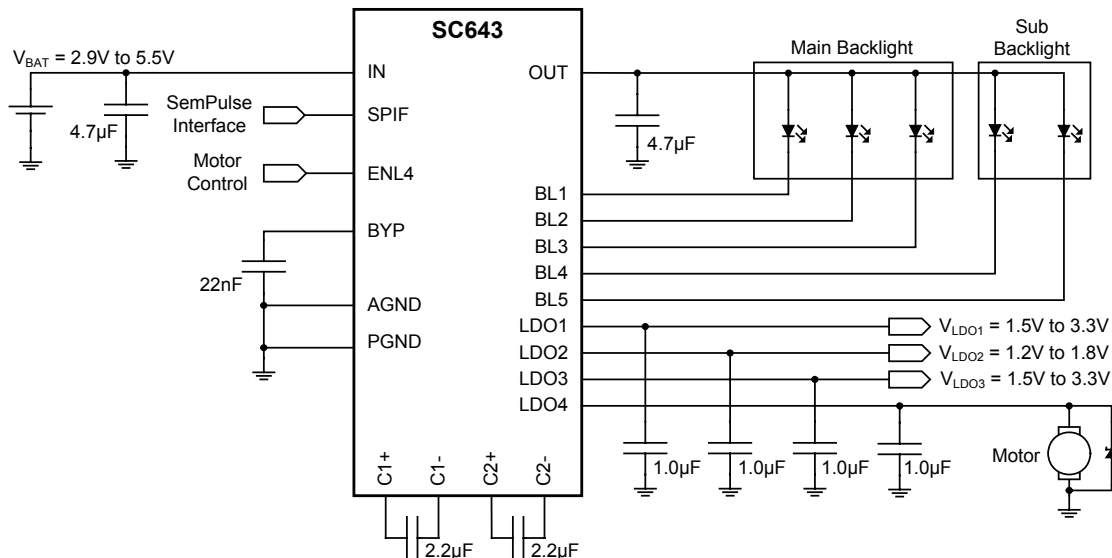 SC643
V_BAT = 2.9V to 5.5V
4.7µF
SemPulse
Interface
Motor
Control
22nF
IN
SPIF
ENL4
BYP
AGND
PGND
C1+
C1-
C2+
C2-
2.2µF
2.2µF
OUT
BL1
BL2
BL3
BL4
BL5
LDO1
LDO2
LDO3
LDO4
4.7µF
Main Backlight
Sub
Backlight
V_LDO1 = 1.5V to 3.3V
V_LDO2 = 1.2V to 1.8V
V_LDO3 = 1.5V to 3.3V
1.0µF
1.0µF
1.0µF
1.0µF
Motor